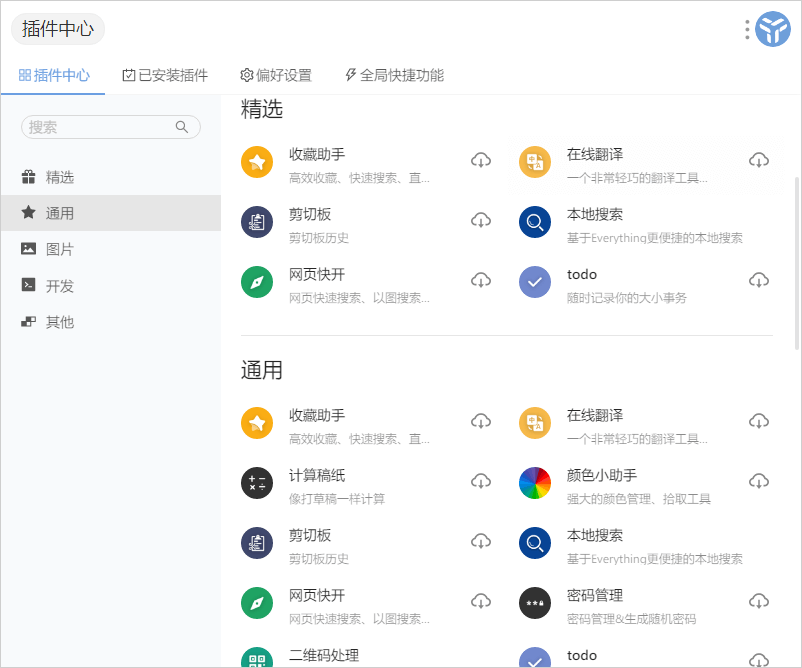 插件中心
插件中心
已安装插件
偏好设置
全局快捷功能
搜索
精选
通用
图片
开发
其他
精选
收藏助手
高效收藏、快速搜索、直...
在线翻译
一个非常轻巧的翻译工具...
剪切板
剪切板历史
本地搜索
基于Everything更便捷的本地搜索
网页快开
网页快速搜索、以图搜索...
todo
随时记录你的大小事务
通用
收藏助手
高效收藏、快速搜索、直...
在线翻译
一个非常轻巧的翻译工具...
计算稿纸
像打草稿一样计算
颜色小助手
强大的颜色管理、拾取工具
剪切板
剪切板历史
本地搜索
基于Everything更便捷的本地搜索
网页快开
网页快速搜索、以图搜索...
密码管理
密码管理&生成随机密码
二维码处理
todo